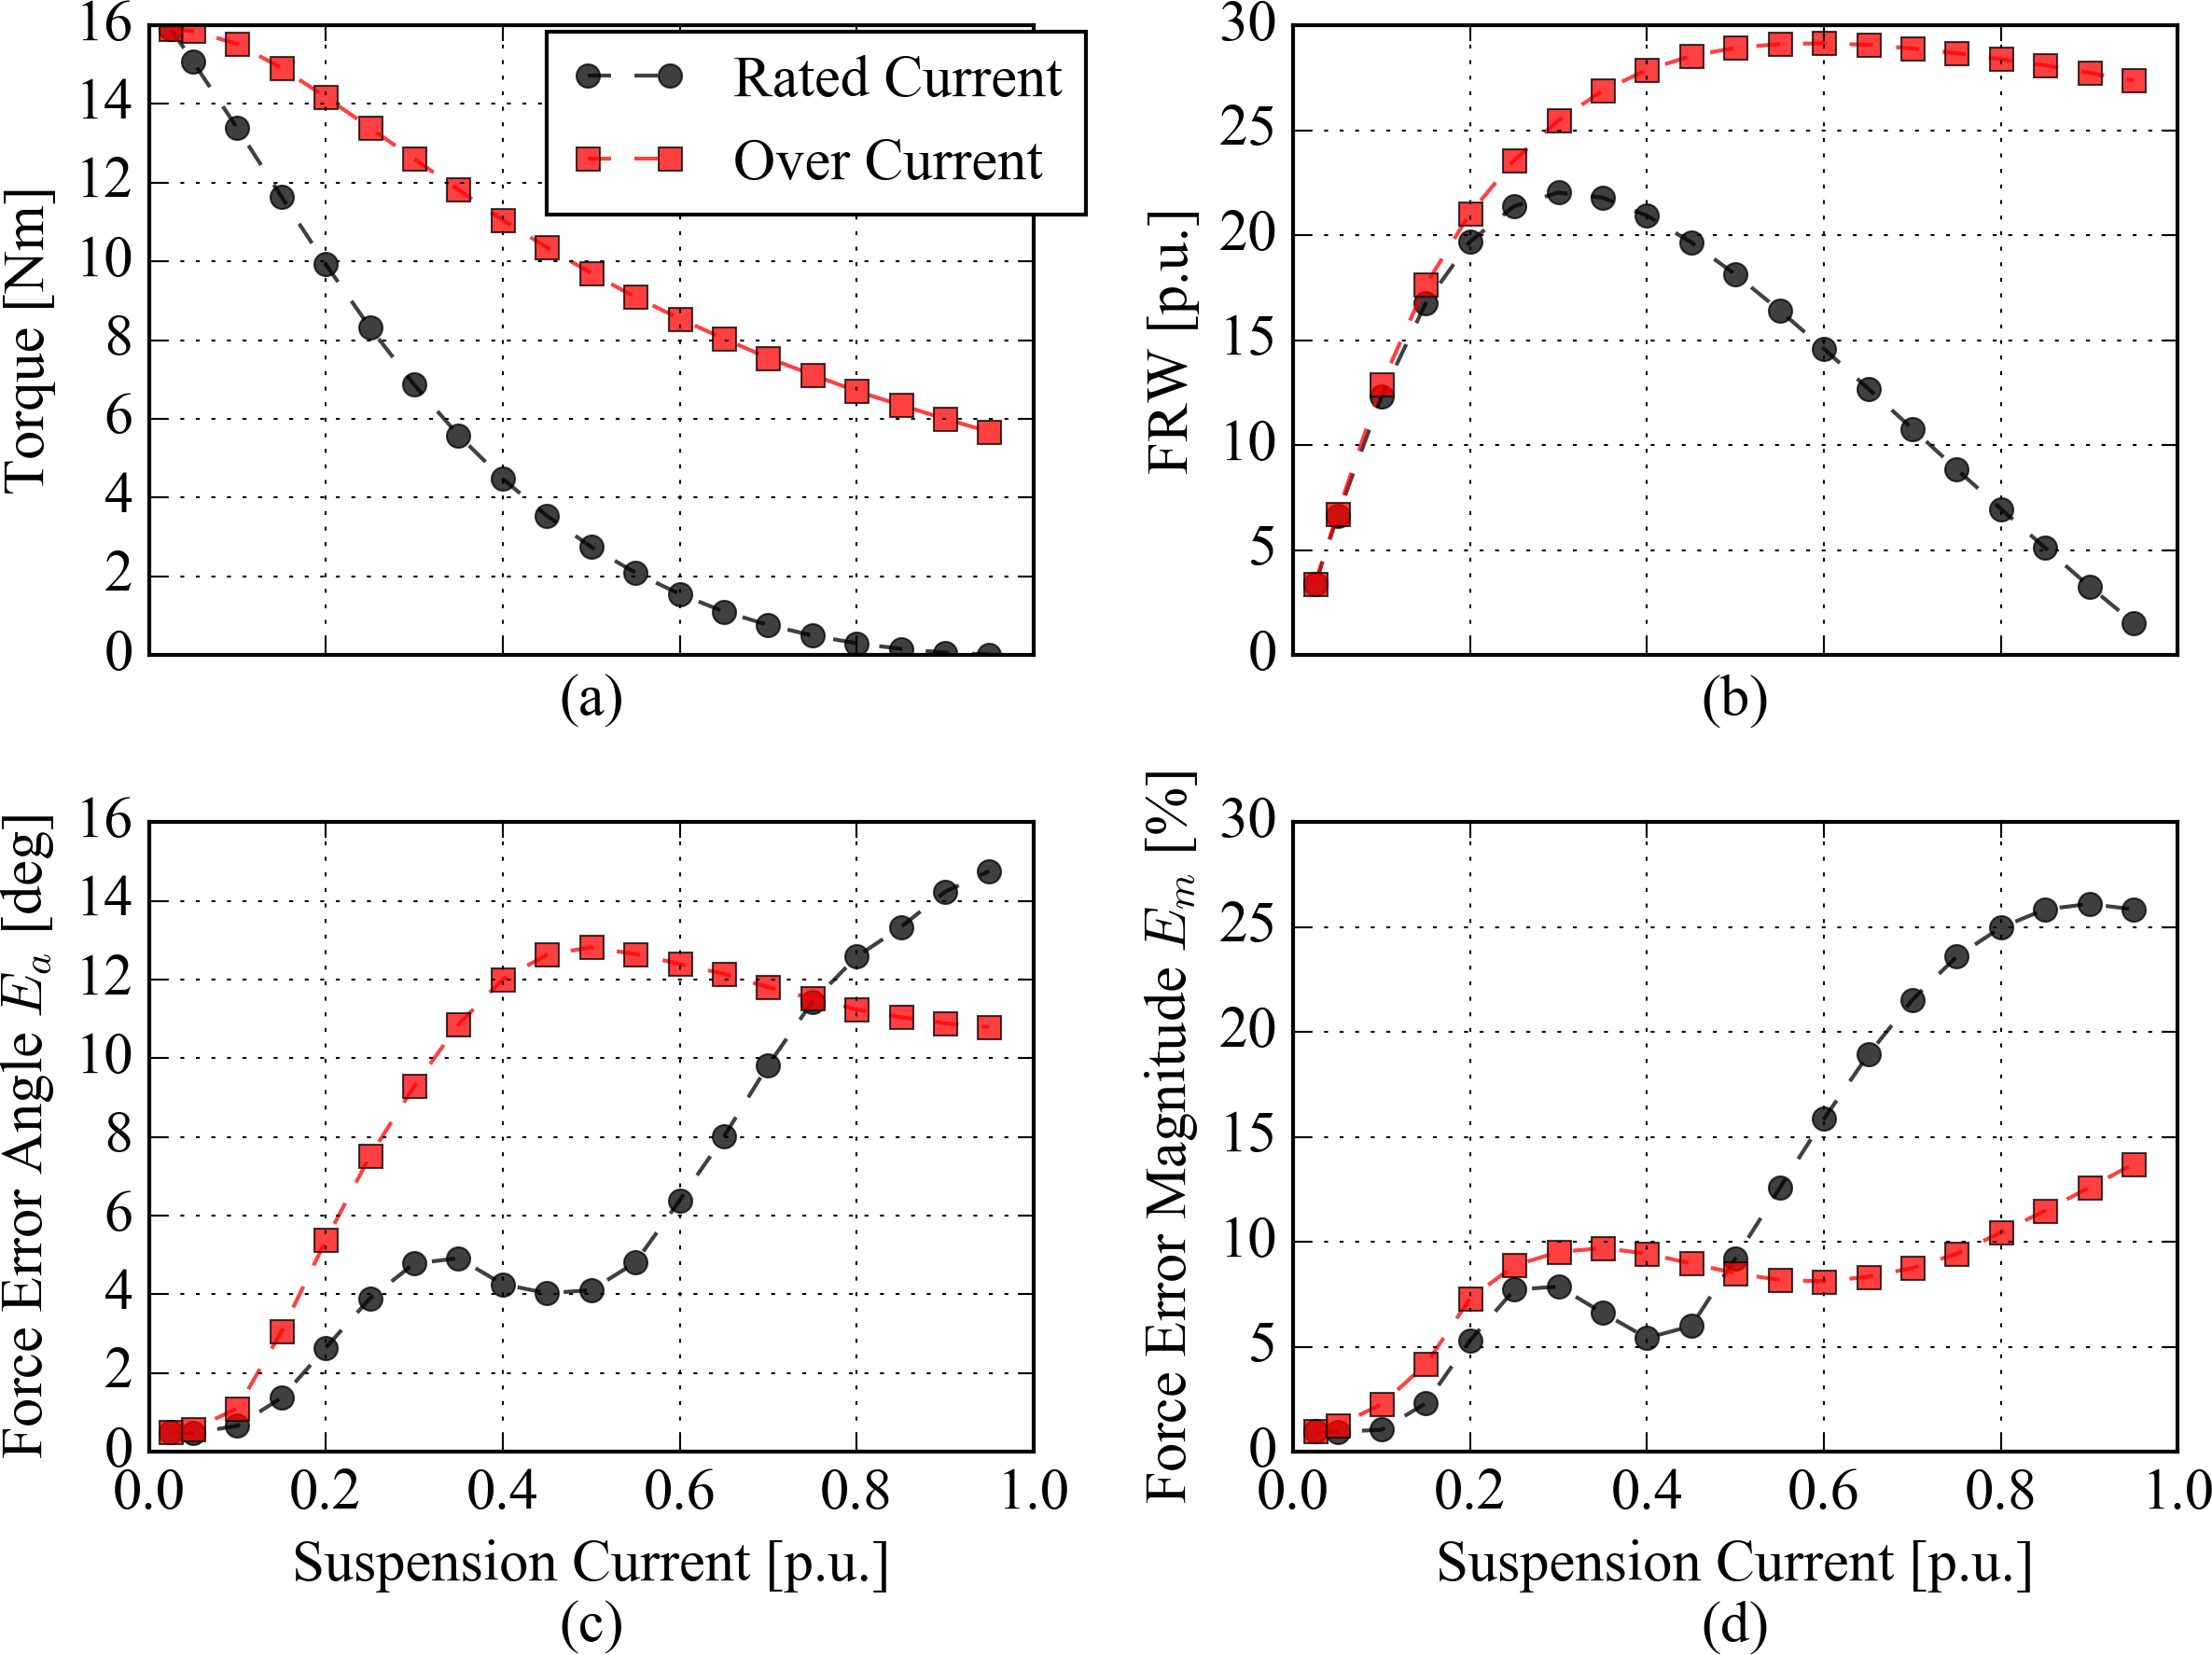 16
14
12
10
8
6
4
2
0
Torque [Nm]
Rated Current
Over Current
(a)
30
25
20
15
10
5
0
FRW [p.u.]
(b)
16
14
12
10
8
6
4
2
0
Force Error Angle E_a [deg]
0.0 0.2 0.4 0.6 0.8 1.0
Suspension Current [p.u.]
(c)
30
25
20
15
10
5
0
Force Error Magnitude E_m [%]
0.0 0.2 0.4 0.6 0.8 1.0
Suspension Current [p.u.]
(d)